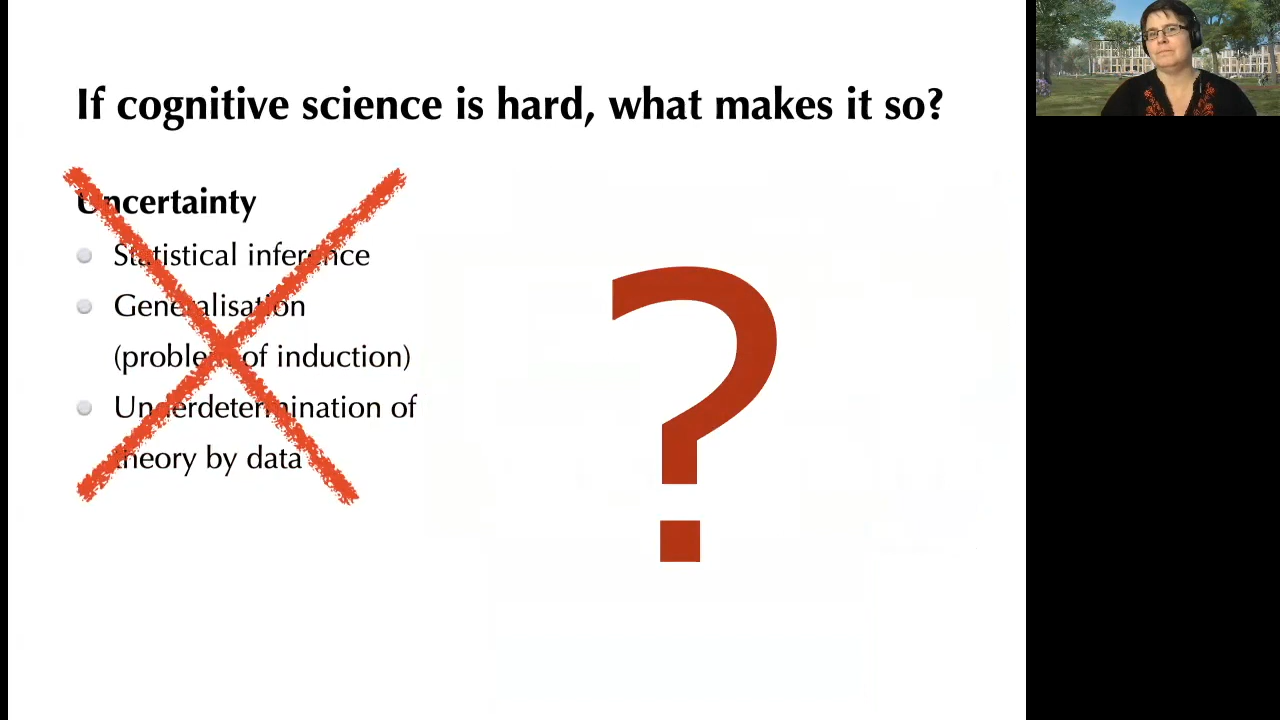 If cognitive science is hard, what makes it so?
Uncertainty
Statistical inference
Generalisation
(problem of induction)
Underdetermination of
theory by data
?